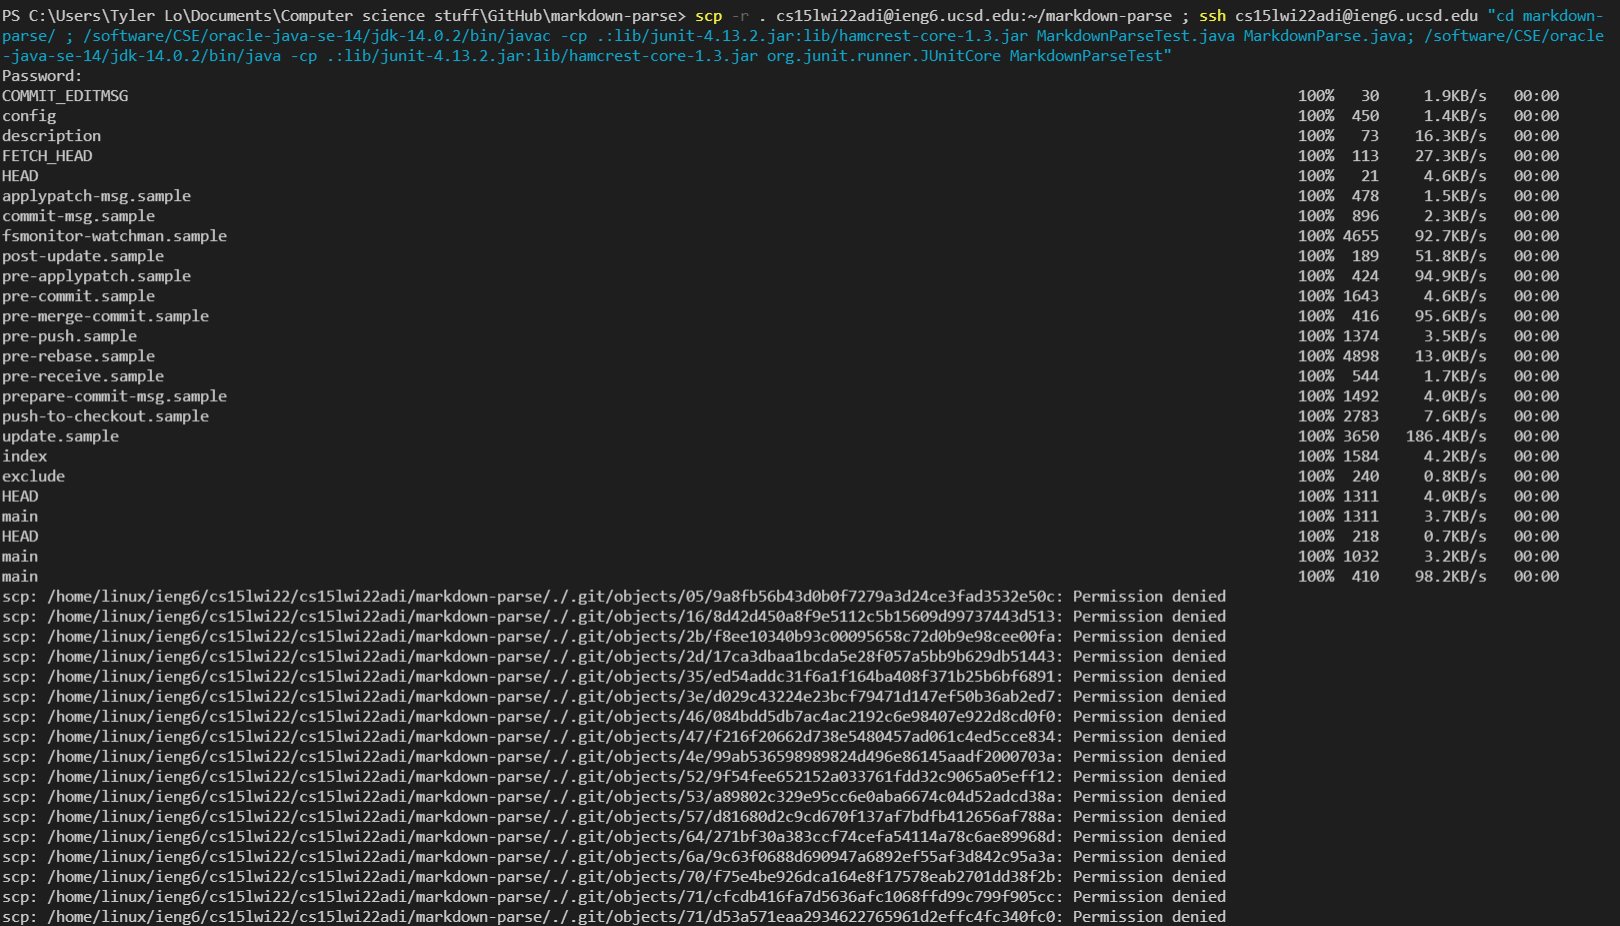 PS C:\Users\Tyler Lo\Documents\Computer science stuff\GitHub\markdown-parse> scp -r . cs15lwi22adi@ieng6.ucsd.edu:~/markdown-parse ; ssh cs15lwi22adi@ieng6.ucsd.edu "cd markdown-
parse/ ; /software/CSE/oracle-java-se-14/jdk-14.0.2/bin/javac -cp .:lib/junit-4.13.2.jar:lib/hamcrest-core-1.3.jar MarkdownParseTest.java MarkdownParse.java; /software/CSE/oracle
-java-se-14/jdk-14.0.2/bin/java -cp .:lib/junit-4.13.2.jar:lib/hamcrest-core-1.3.jar org.junit.runner.JUnitCore MarkdownParseTest"
Password:
COMMIT_EDITMSG 100% 30 1.9KB/s 00:00
config 100% 450 1.4KB/s 00:00
description 100% 73 16.3KB/s 00:00
FETCH_HEAD 100% 113 27.3KB/s 00:00
HEAD 100% 21 4.6KB/s 00:00
applypatch-msg.sample 100% 478 1.5KB/s 00:00
commit-msg.sample 100% 896 2.3KB/s 00:00
fsmonitor-watchman.sample 100% 4655 92.7KB/s 00:00
post-update.sample 100% 189 51.8KB/s 00:00
pre-applypatch.sample 100% 424 94.9KB/s 00:00
pre-commit.sample 100% 1643 4.6KB/s 00:00
pre-merge-commit.sample 100% 416 95.6KB/s 00:00
pre-push.sample 100% 1374 3.5KB/s 00:00
pre-rebase.sample 100% 4898 13.0KB/s 00:00
pre-receive.sample 100% 544 1.7KB/s 00:00
prepare-commit-msg.sample 100% 1492 4.0KB/s 00:00
push-to-checkout.sample 100% 2783 7.6KB/s 00:00
update.sample 100% 3650 186.4KB/s 00:00
index 100% 1584 4.2KB/s 00:00
exclude 100% 240 0.8KB/s 00:00
HEAD 100% 1311 4.0KB/s 00:00
main 100% 1311 3.7KB/s 00:00
HEAD 100% 218 0.7KB/s 00:00
main 100% 1032 3.2KB/s 00:00
main 100% 410 98.2KB/s 00:00
scp: /home/linux/ieng6/cs15lwi22/cs15lwi22adi/markdown-parse/./.git/objects/05/9a8fb56b43d0b0f7279a3d24ce3fad3532e50c: Permission denied
scp: /home/linux/ieng6/cs15lwi22/cs15lwi22adi/markdown-parse/./.git/objects/16/8d42d450a8f9e5112c5b15609d99737443d513: Permission denied
scp: /home/linux/ieng6/cs15lwi22/cs15lwi22adi/markdown-parse/./.git/objects/2b/f8ee10340b93c00095658c72d0b9e98cee00fa: Permission denied
scp: /home/linux/ieng6/cs15lwi22/cs15lwi22adi/markdown-parse/./.git/objects/2d/17ca3dbaa1bcda5e28f057a5bb9b629db51443: Permission denied
scp: /home/linux/ieng6/cs15lwi22/cs15lwi22adi/markdown-parse/./.git/objects/35/ed54addc31f6a1f164ba408f371b25b6bf6891: Permission denied
scp: /home/linux/ieng6/cs15lwi22/cs15lwi22adi/markdown-parse/./.git/objects/3e/d029c43224e23bcf79471d147ef50b36ab2ed7: Permission denied
scp: /home/linux/ieng6/cs15lwi22/cs15lwi22adi/markdown-parse/./.git/objects/46/084bdd5db7ac4ac2192c6e98407e922d8cd0f0: Permission denied
scp: /home/linux/ieng6/cs15lwi22/cs15lwi22adi/markdown-parse/./.git/objects/47/f216f20662d738e5480457ad061c4ed5cce834: Permission denied
scp: /home/linux/ieng6/cs15lwi22/cs15lwi22adi/markdown-parse/./.git/objects/4e/99ab536598989824d496e86145aadf2000703a: Permission denied
scp: /home/linux/ieng6/cs15lwi22/cs15lwi22adi/markdown-parse/./.git/objects/52/9f54fee652152a033761fdd32c9065a05eff12: Permission denied
scp: /home/linux/ieng6/cs15lwi22/cs15lwi22adi/markdown-parse/./.git/objects/53/a89802c329e95cc6e0aba6674c04d52adcd38a: Permission denied
scp: /home/linux/ieng6/cs15lwi22/cs15lwi22adi/markdown-parse/./.git/objects/57/d81680d2c9cd670f137af7bdfb412656af788a: Permission denied
scp: /home/linux/ieng6/cs15lwi22/cs15lwi22adi/markdown-parse/./.git/objects/64/271bf30a383ccf74cefa54114a78c6ae89968d: Permission denied
scp: /home/linux/ieng6/cs15lwi22/cs15lwi22adi/markdown-parse/./.git/objects/6a/9c63f0688d690947a6892ef55af3d842c95a3a: Permission denied
scp: /home/linux/ieng6/cs15lwi22/cs15lwi22adi/markdown-parse/./.git/objects/70/f75e4be926dca164e8f17578eab2701dd38f2b: Permission denied
scp: /home/linux/ieng6/cs15lwi22/cs15lwi22adi/markdown-parse/./.git/objects/71/cfcdb416fa7d5636afc1068ffd99c799f905cc: Permission denied
scp: /home/linux/ieng6/cs15lwi22/cs15lwi22adi/markdown-parse/./.git/objects/71/d53a571eaa2934622765961d2effc4fc340fc0: Permission denied